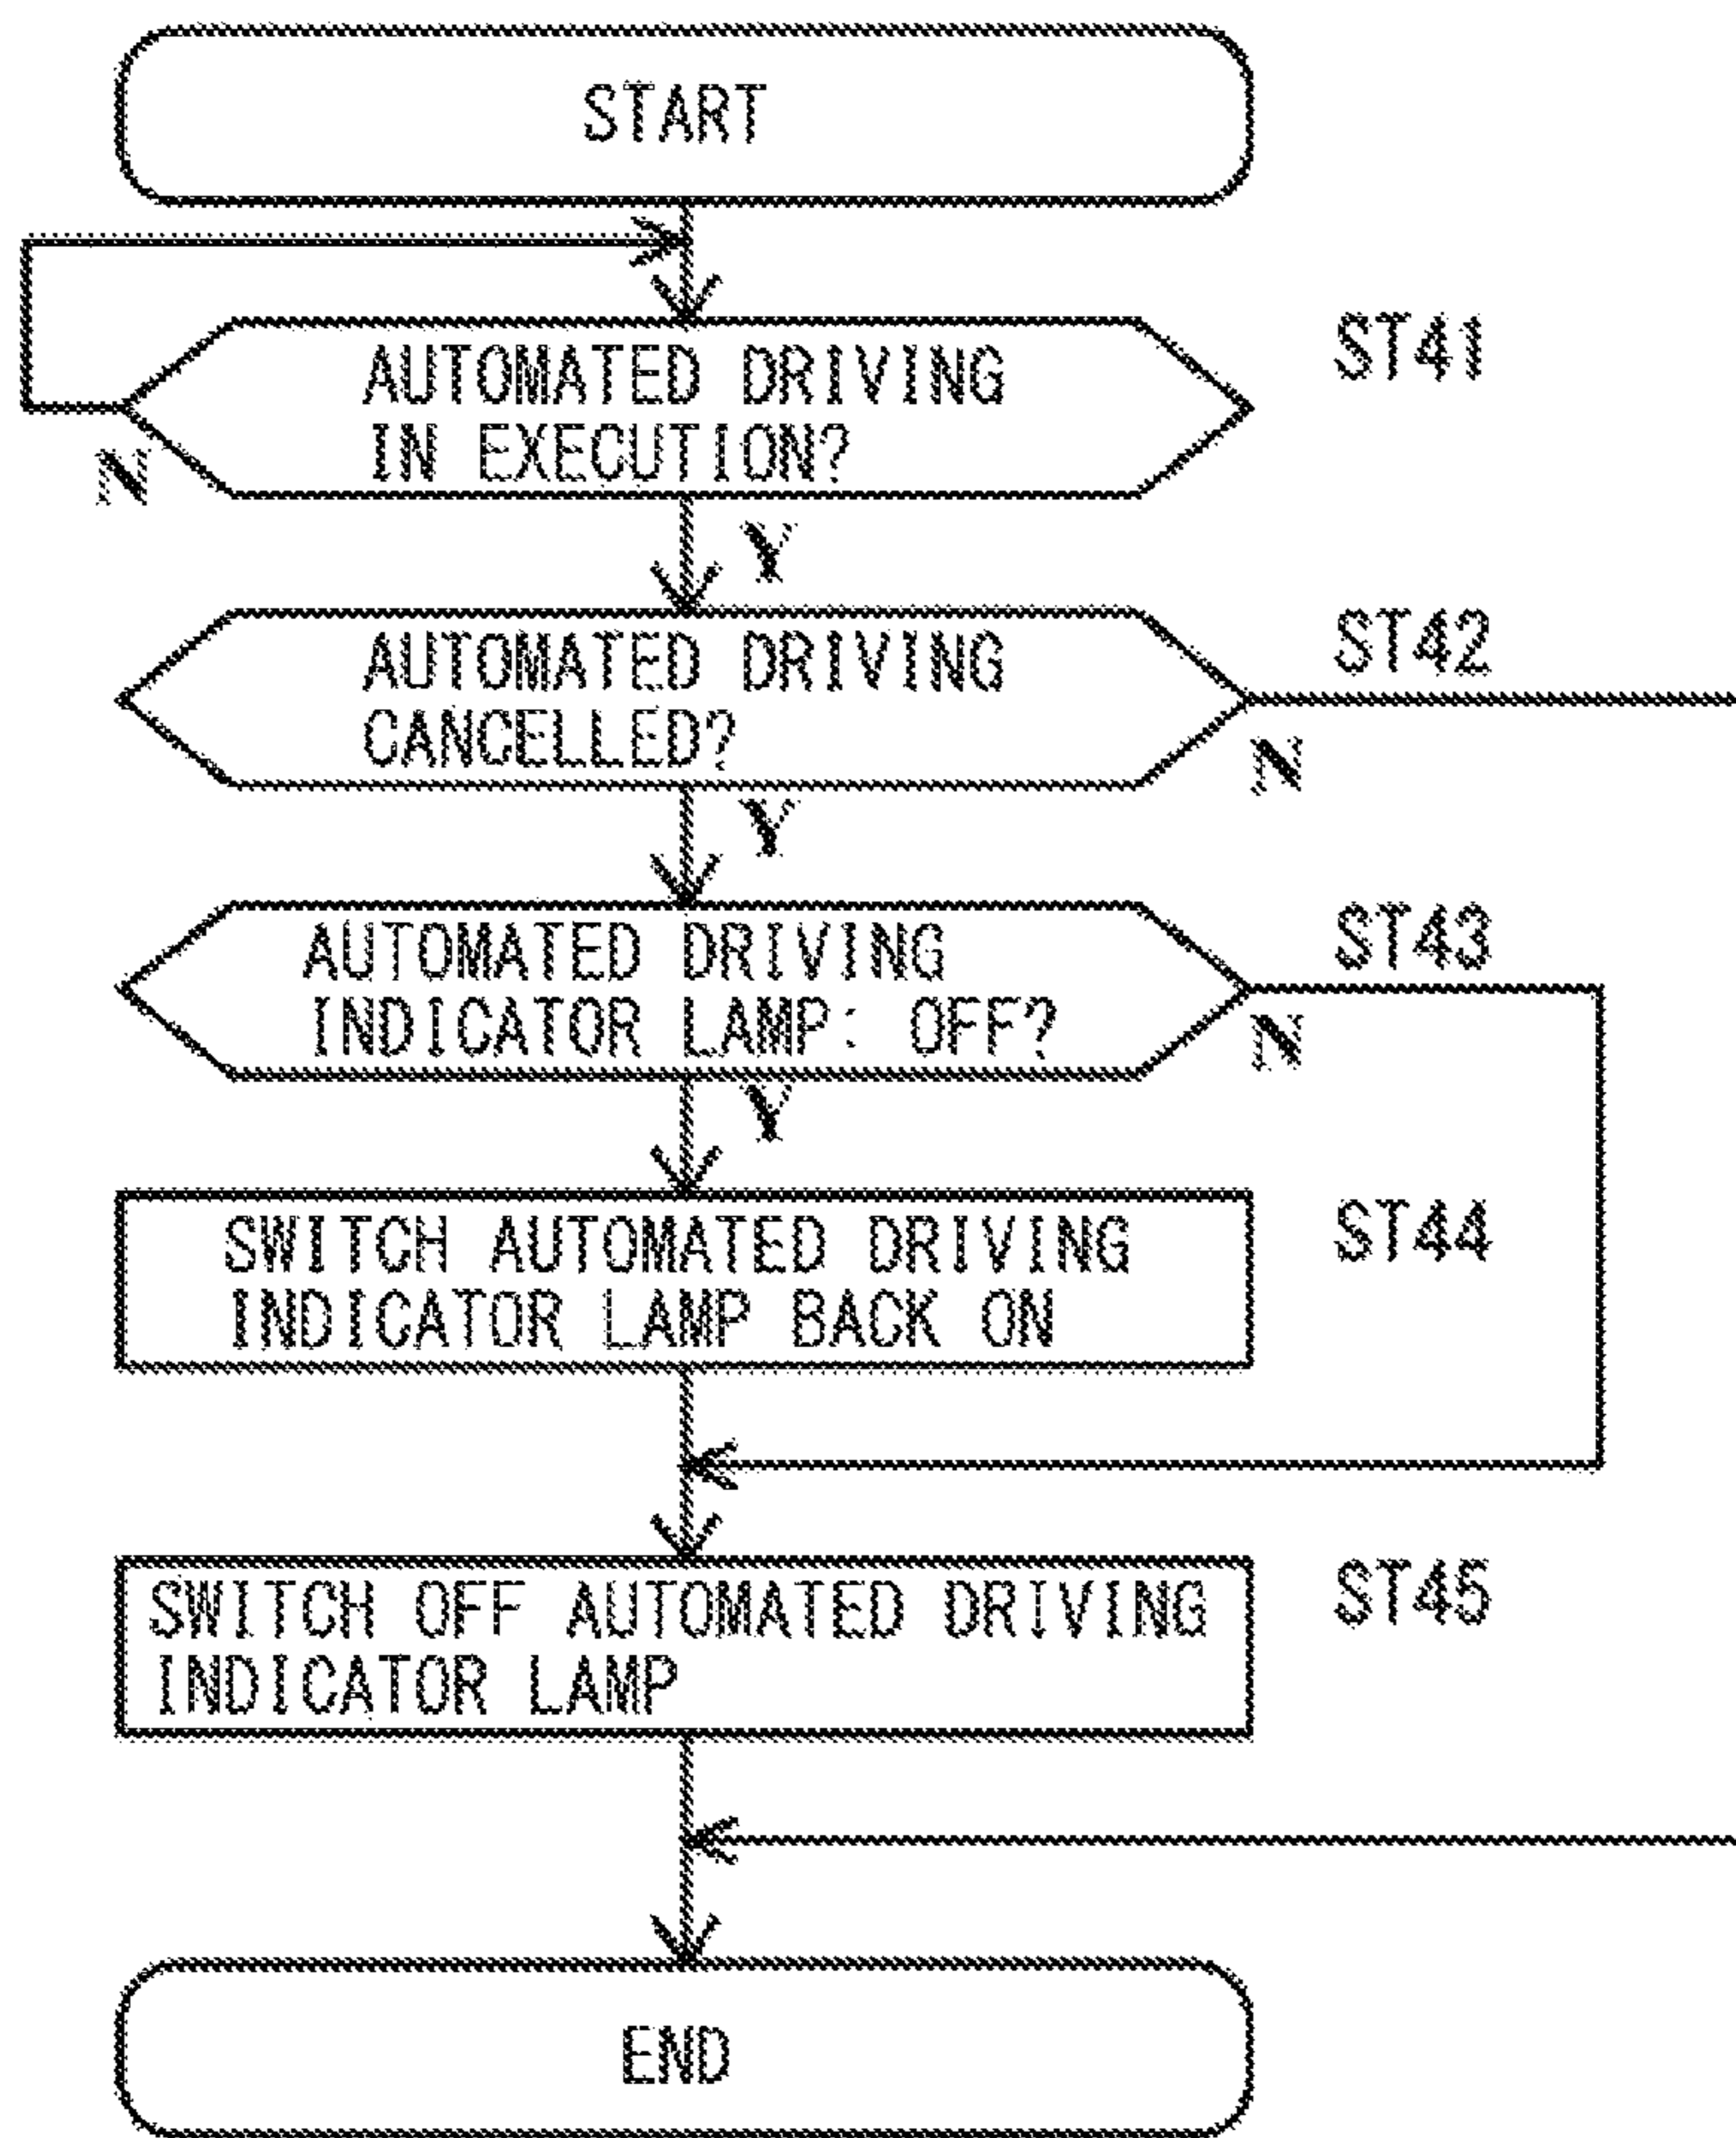 START
AUTOMATED DRIVING
IN EXECUTION?
ST41
N
Y
AUTOMATED DRIVING
CANCELLED?
ST42
N
Y
AUTOMATED DRIVING
INDICATOR LAMP: OFF?
ST43
N
Y
SWITCH AUTOMATED DRIVING
INDICATOR LAMP BACK ON
ST44
SWITCH OFF AUTOMATED DRIVING
INDICATOR LAMP
ST45
END